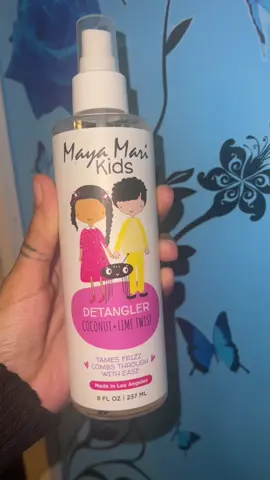 Maya Mari
Kids
DETANGLER
COCONUT + LIME TWIST
TAMES FRIZZ
COMBS THROUGH
WITH EASE
Made in Los Angeles
8 FL OZ | 237 ML